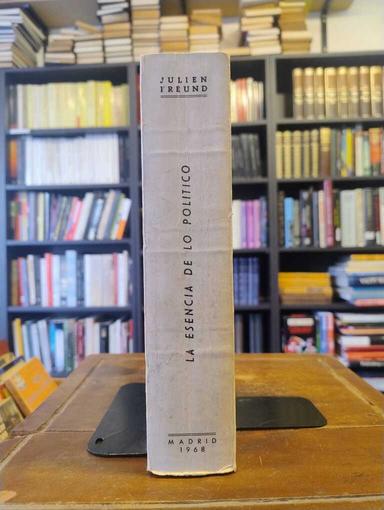 JULIEN
FREUND
LA ESENCIA DE LO POLITICO
MADRID
1968